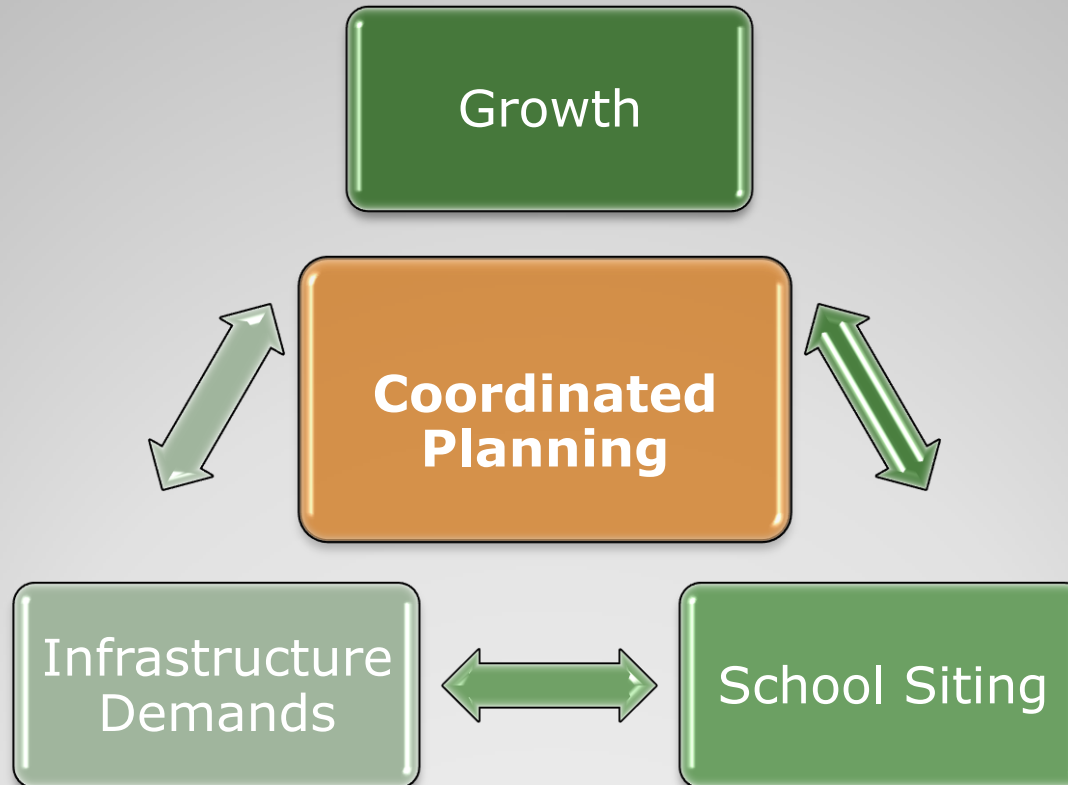 Growth
Coordinated
Planning
Infrastructure
Demands
School Siting